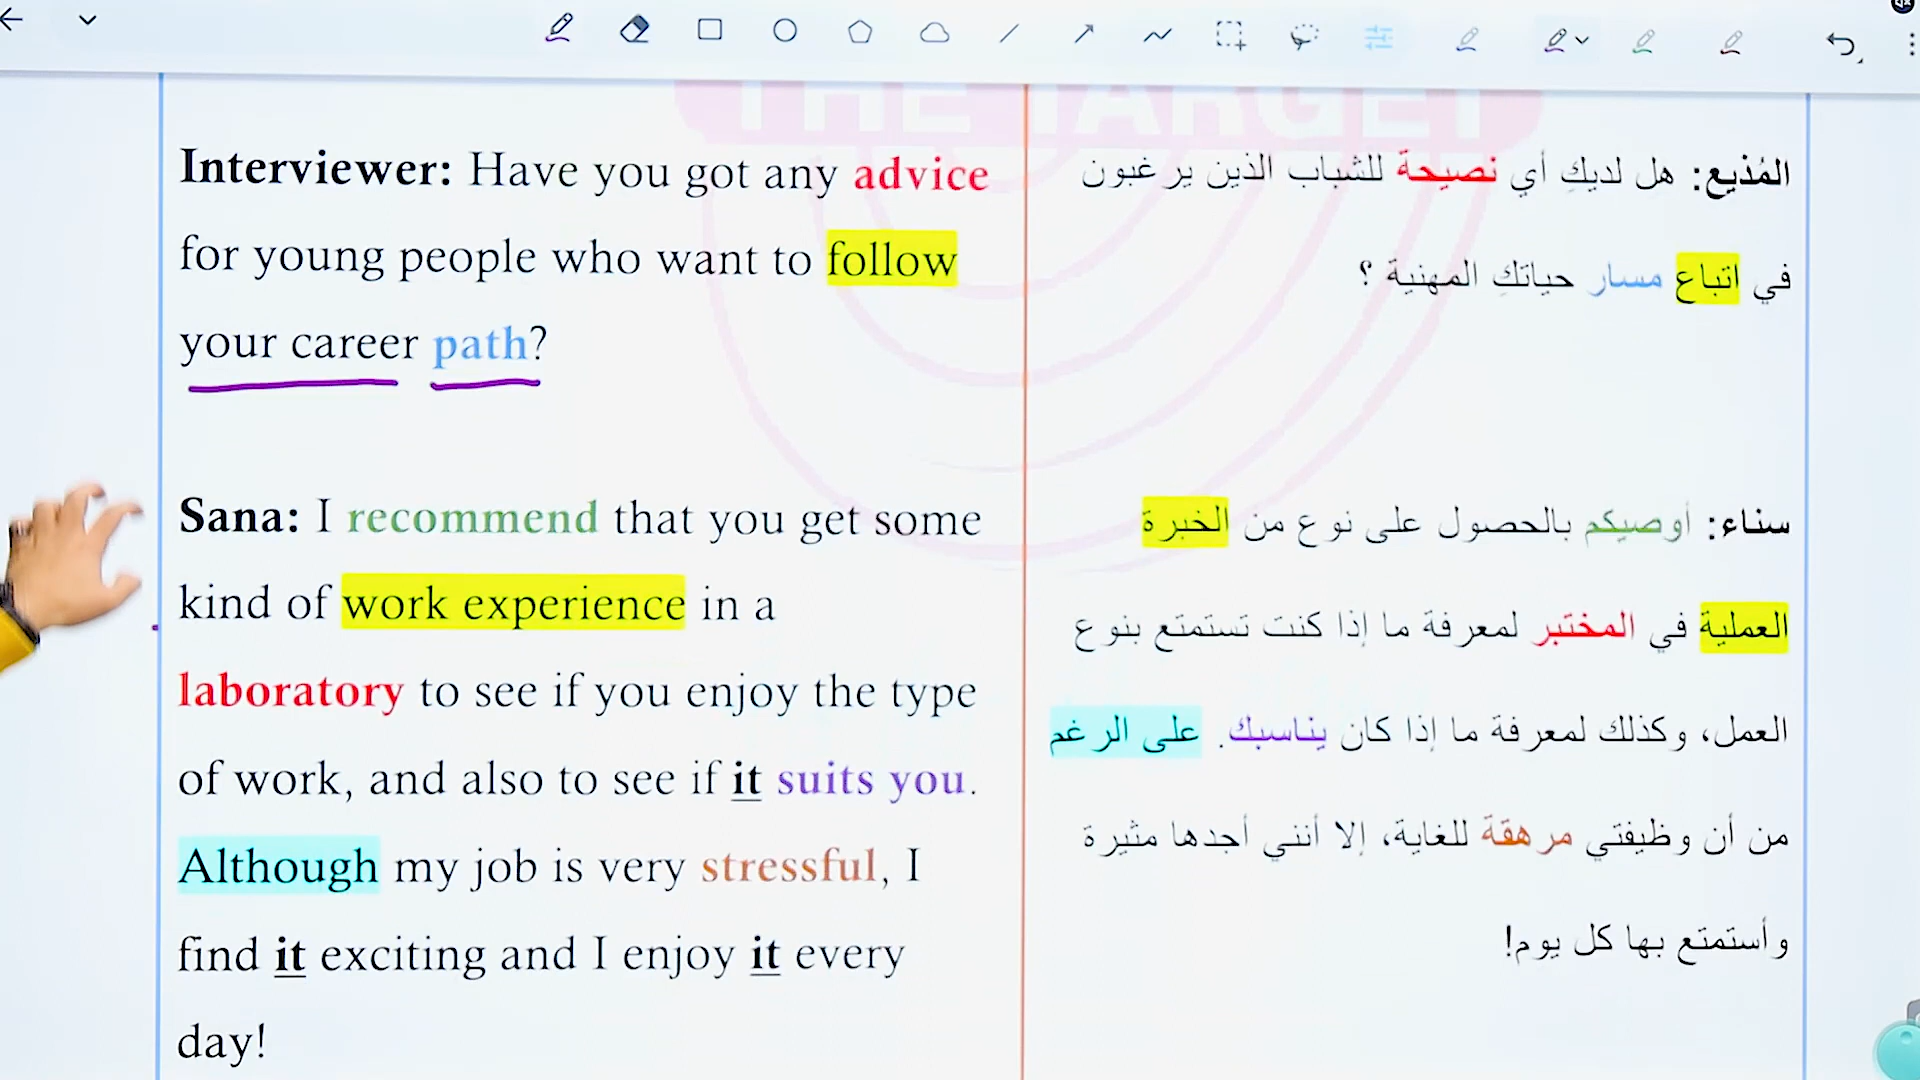 THE TARGET
Interviewer: Have you got any advice
for young people who want to follow
your career path?
Sana: I recommend that you get some
kind of work experience in a
laboratory to see if you enjoy the type
of work, and also to see if it suits you.
Although my job is very stressful, I
find it exciting and I enjoy it every
day!
المُذيع: هل لديكِ أي نصيحة للشباب الذين يرغبون
في اتباع مسار حياتكِ المهنية ؟
سناء: أوصيكم بالحصول على نوع من الخبرة
العملية في المختبر لمعرفة ما إذا كنت تستمتع بنوع
العمل، وكذلك لمعرفة ما إذا كان يناسبك. على الرغم
من أن وظيفتي مرهقة للغاية، إلا أنني أجدها مثيرة
وأستمتع بها كل يوم!